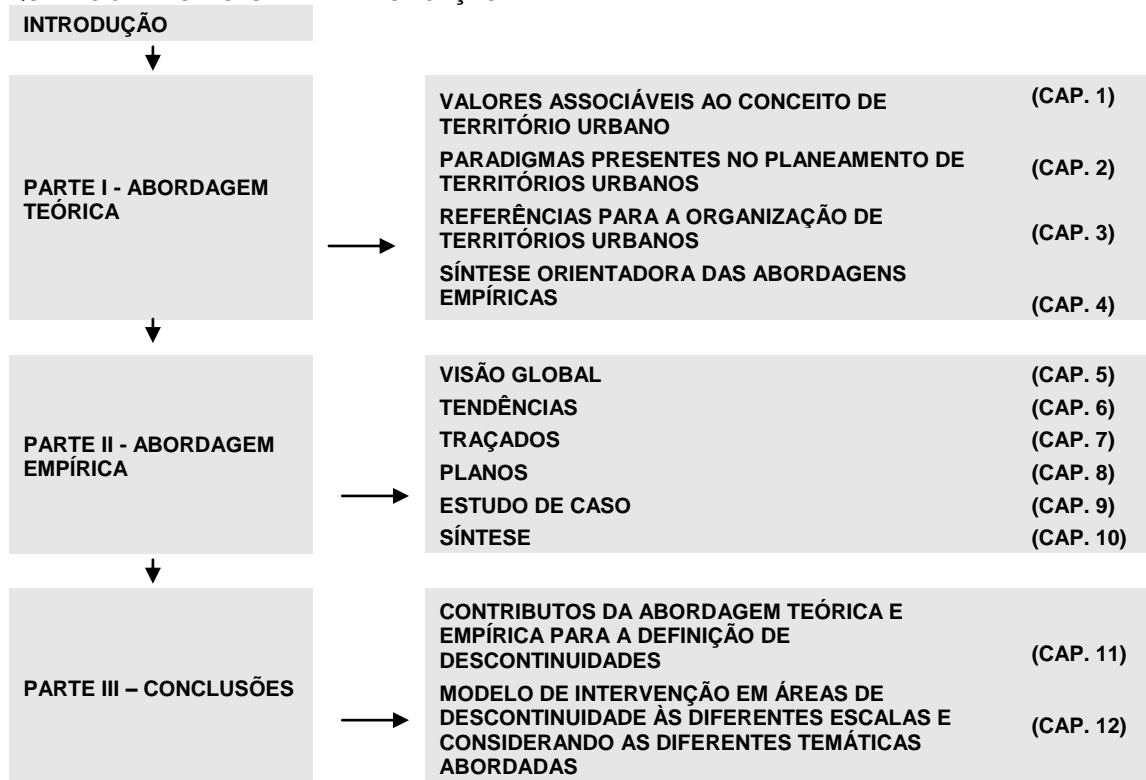 INTRODUÇÃO
PARTE I - ABORDAGEM
TEÓRICA
VALORES ASSOCIÁVEIS AO CONCEITO DE
TERRITÓRIO URBANO
(CAP. 1)
PARADIGMAS PRESENTES NO PLANEAMENTO DE
TERRITÓRIOS URBANOS
(CAP. 2)
REFERÊNCIAS PARA A ORGANIZAÇÃO DE
TERRITÓRIOS URBANOS
(CAP. 3)
SÍNTESE ORIENTADORA DAS ABORDAGENS
EMPÍRICAS
(CAP. 4)
PARTE II - ABORDAGEM
EMPÍRICA
VISÃO GLOBAL (CAP. 5)
TENDÊNCIAS (CAP. 6)
TRAÇADOS (CAP. 7)
PLANOS (CAP. 8)
ESTUDO DE CASO (CAP. 9)
SÍNTESE (CAP. 10)
PARTE III – CONCLUSÕES
CONTRIBUTOS DA ABORDAGEM TEÓRICA E
EMPÍRICA PARA A DEFINIÇÃO DE
DESCONTINUIDADES
(CAP. 11)
MODELO DE INTERVENÇÃO EM ÁREAS DE
DESCONTINUIDADE ÀS DIFERENTES ESCALAS E
CONSIDERANDO AS DIFERENTES TEMÁTICAS
ABORDADAS
(CAP. 12)